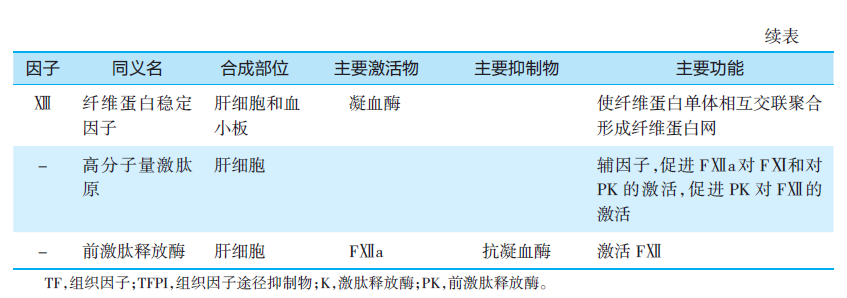 续表
因子 同义名 合成部位 主要激活物 主要抑制物 主要功能
ⅩⅢ 纤维蛋白稳定 肝细胞和血 凝血酶 使纤维蛋白单体相互交联聚合
因子 小板 形成纤维蛋白网
– 高分子量激肽 肝细胞 辅因子,促进 FⅫa 对 FⅪ和对
原 PK 的激活,促进 PK 对 FⅫ的
激活
– 前激肽释放酶 肝细胞 FⅫa 抗凝血酶 激活 FⅫ
TF,组织因子;TFPI,组织因子途径抑制物;K,激肽释放酶;PK,前激肽释放酶。